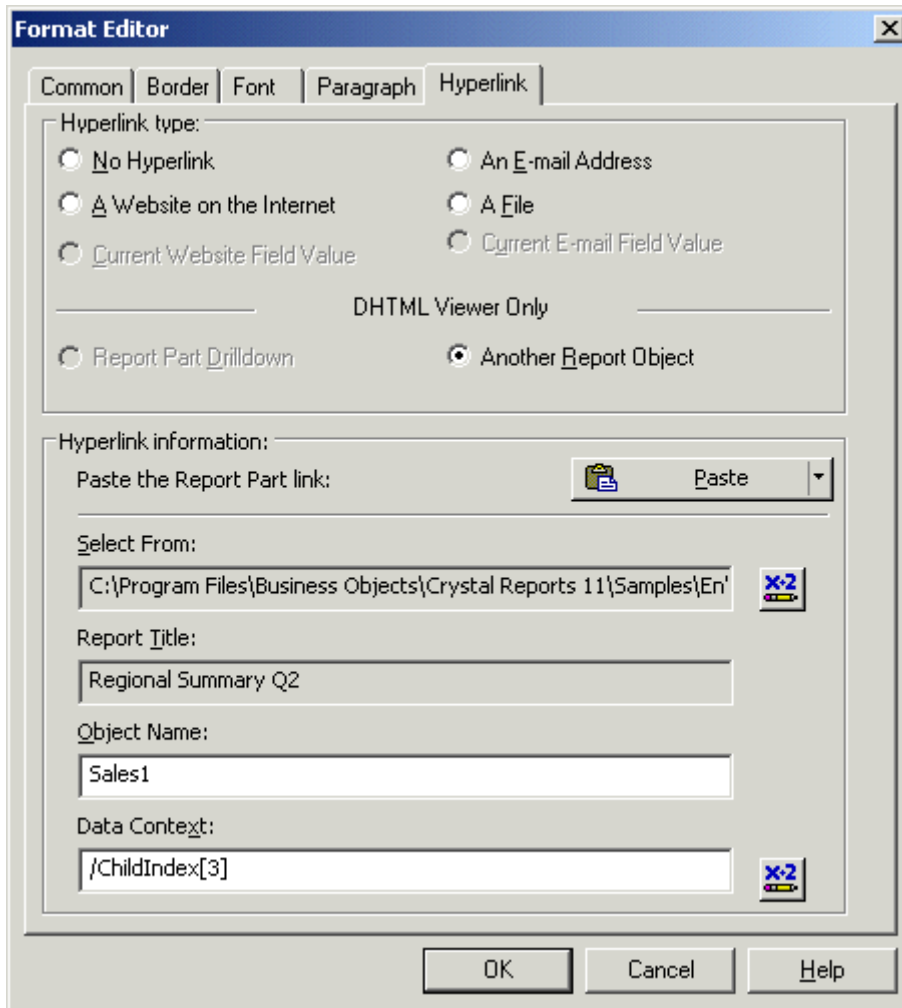 Format Editor
Common Border Font Paragraph Hyperlink
Hyperlink type:
No Hyperlink An E-mail Address
A Website on the Internet A File
Current Website Field Value Current E-mail Field Value
DHTML Viewer Only
Report Part Drilldown Another Report Object
Hyperlink information:
Paste the Report Part link: Paste
Select From:
C:\Program Files\Business Objects\Crystal Reports 11\Samples\En'
X+2
Report Title:
Regional Summary Q2
Object Name:
Sales1
Data Context:
/ChildIndex[3]
X+2
OK Cancel Help